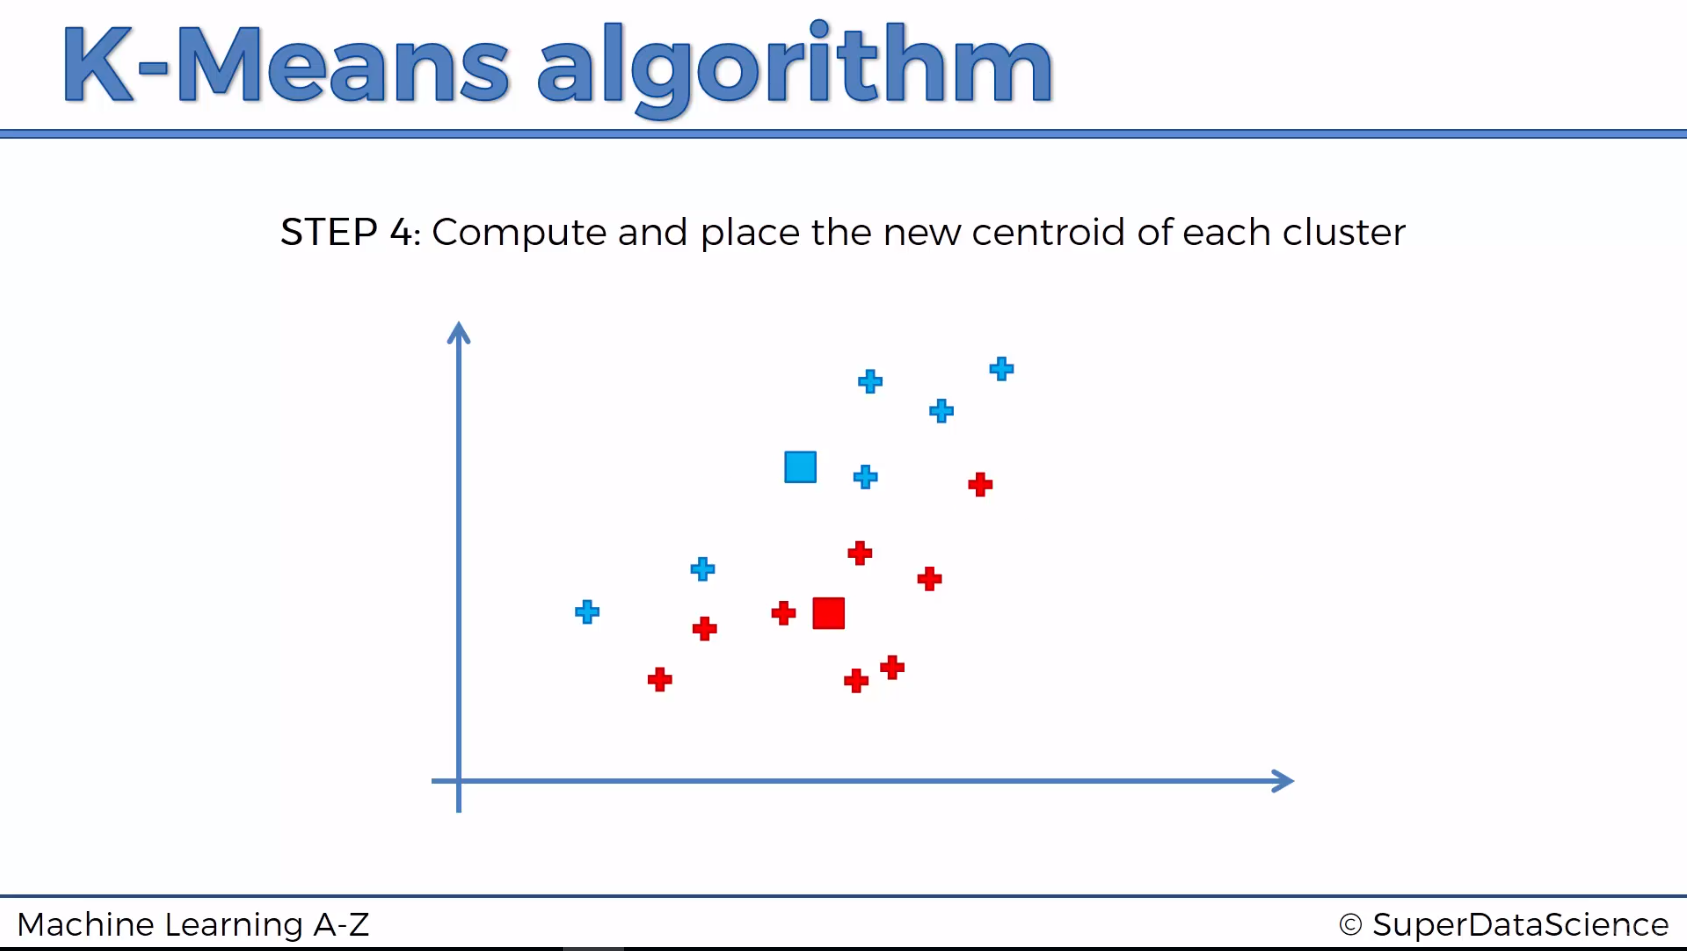 K-Means algorithm
STEP 4: Compute and place the new centroid of each cluster
Machine Learning A-Z
© SuperDataScience